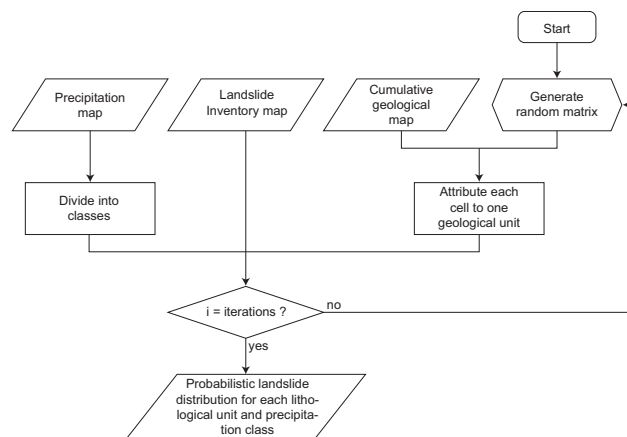 Start
Precipitation
map
Landslide
Inventory map
Cumulative
geological
map
Generate
random matrix
Divide into
classes
Attribute each
cell to one
geological unit
i = iterations ?
no
yes
Probabilistic landslide
distribution for each litho-
logical unit and precipita-
tion class